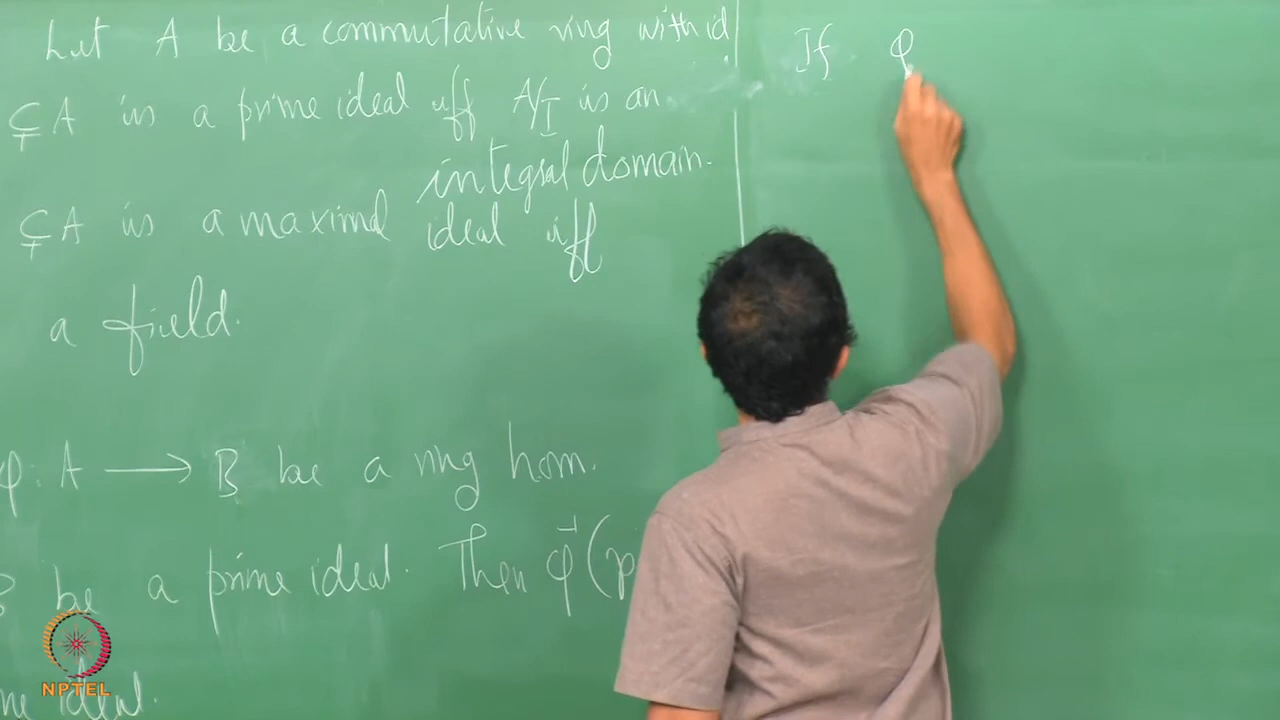 Let A be a commutative ring with id
⊊ A is a prime ideal iff A/I is an
integral domain.
⊊ A is a maximal ideal iff
a field.
φ: A ⟶ B be a ring hom.
be a prime ideal. Then φ⁻¹(p
ideal.
If φ
NPTEL